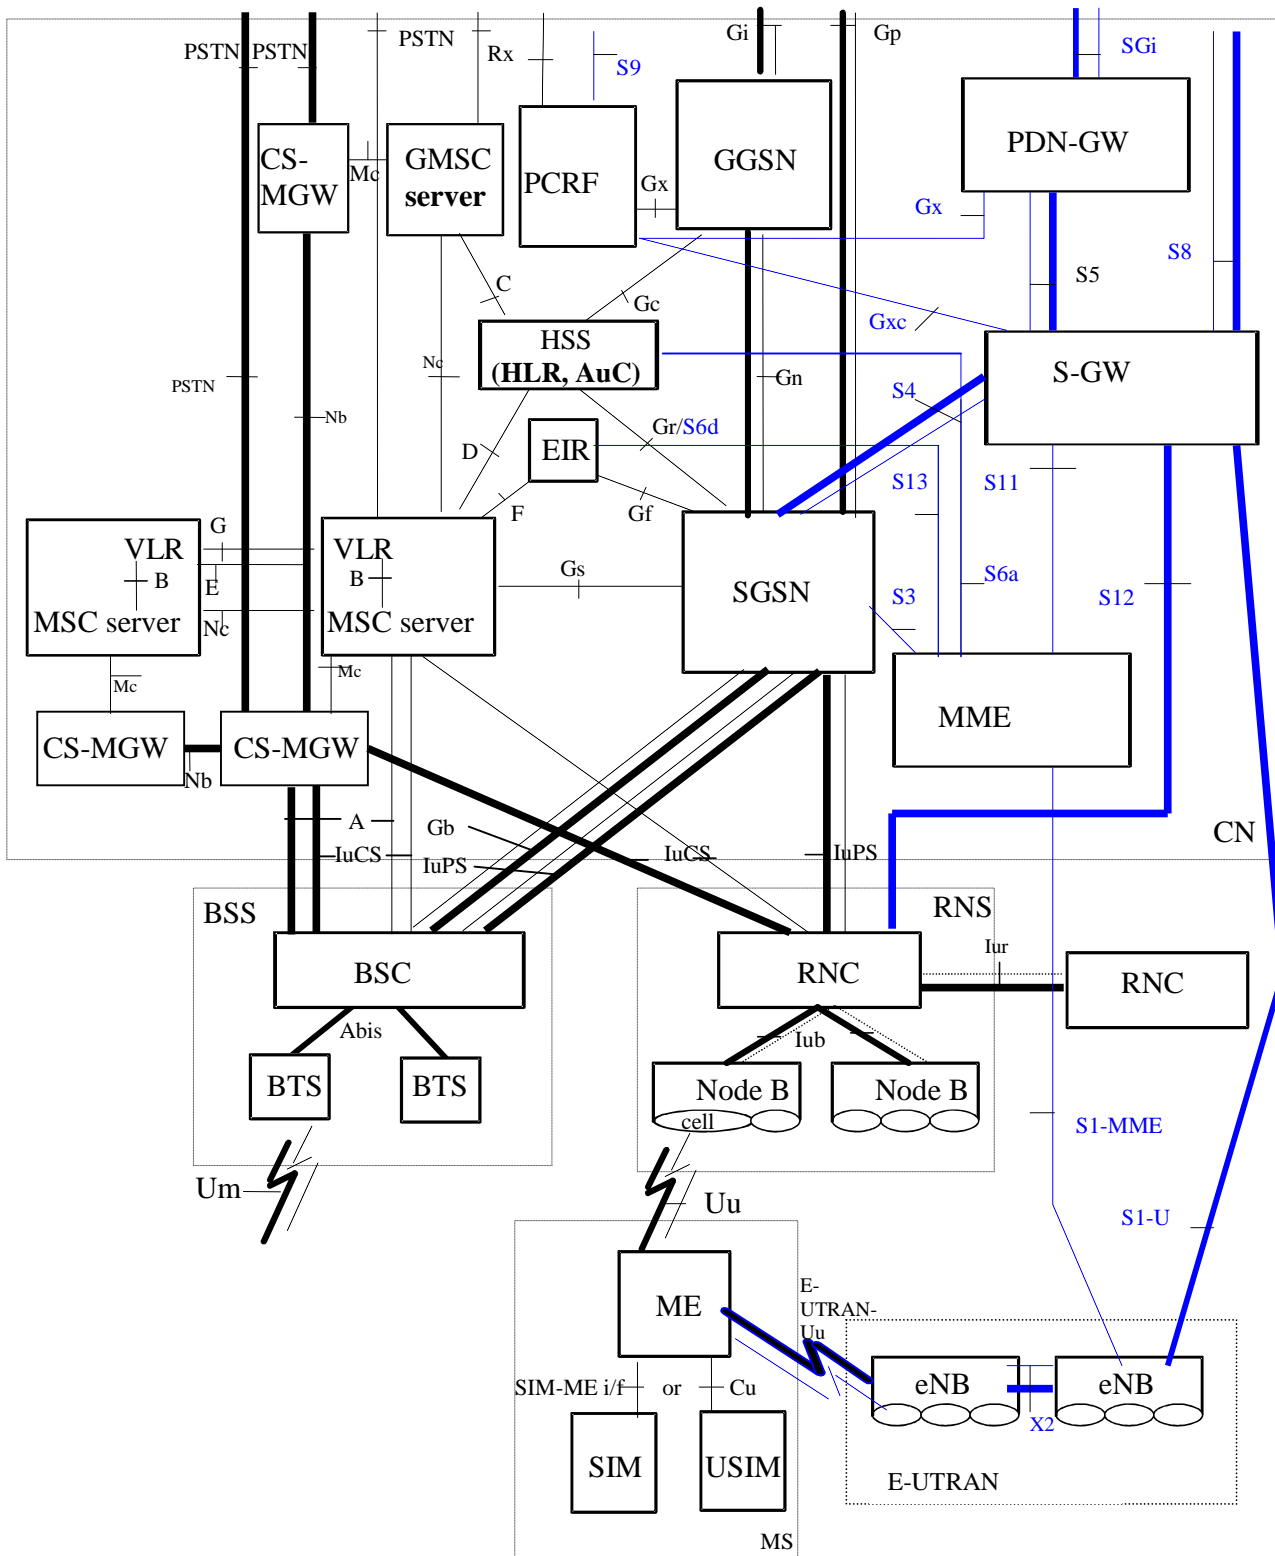 PSTN
PSTN
PSTN
Rx
S9
Gi
Gp
SGi
CS-
MGW
Mc
GMSC
server
PCRF
Gx
GGSN
PDN-GW
Gx
S8
C
Gc
S5
Gxc
HSS
(HLR, AuC)
Nc
Gn
S-GW
PSTN
Nb
S4
Gr/S6d
D
EIR
S13
S11
F
Gf
G
VLR
B
E
Nc
MSC server
VLR
B
MSC server
Gs
SGSN
S3
S6a
S12
Mc
Mc
MME
CS-MGW
Nb
CS-MGW
A
Gb
IuCS
IuPS
IuCS
IuPS
CN
BSS
RNS
BSC
RNC
Iur
RNC
Abis
Iub
BTS
BTS
Node B
cell
Node B
S1-MME
Um
Uu
S1-U
ME
E-
UTRAN-
Uu
SIM-ME i/f
or
Cu
eNB
X2
eNB
SIM
USIM
E-UTRAN
MS